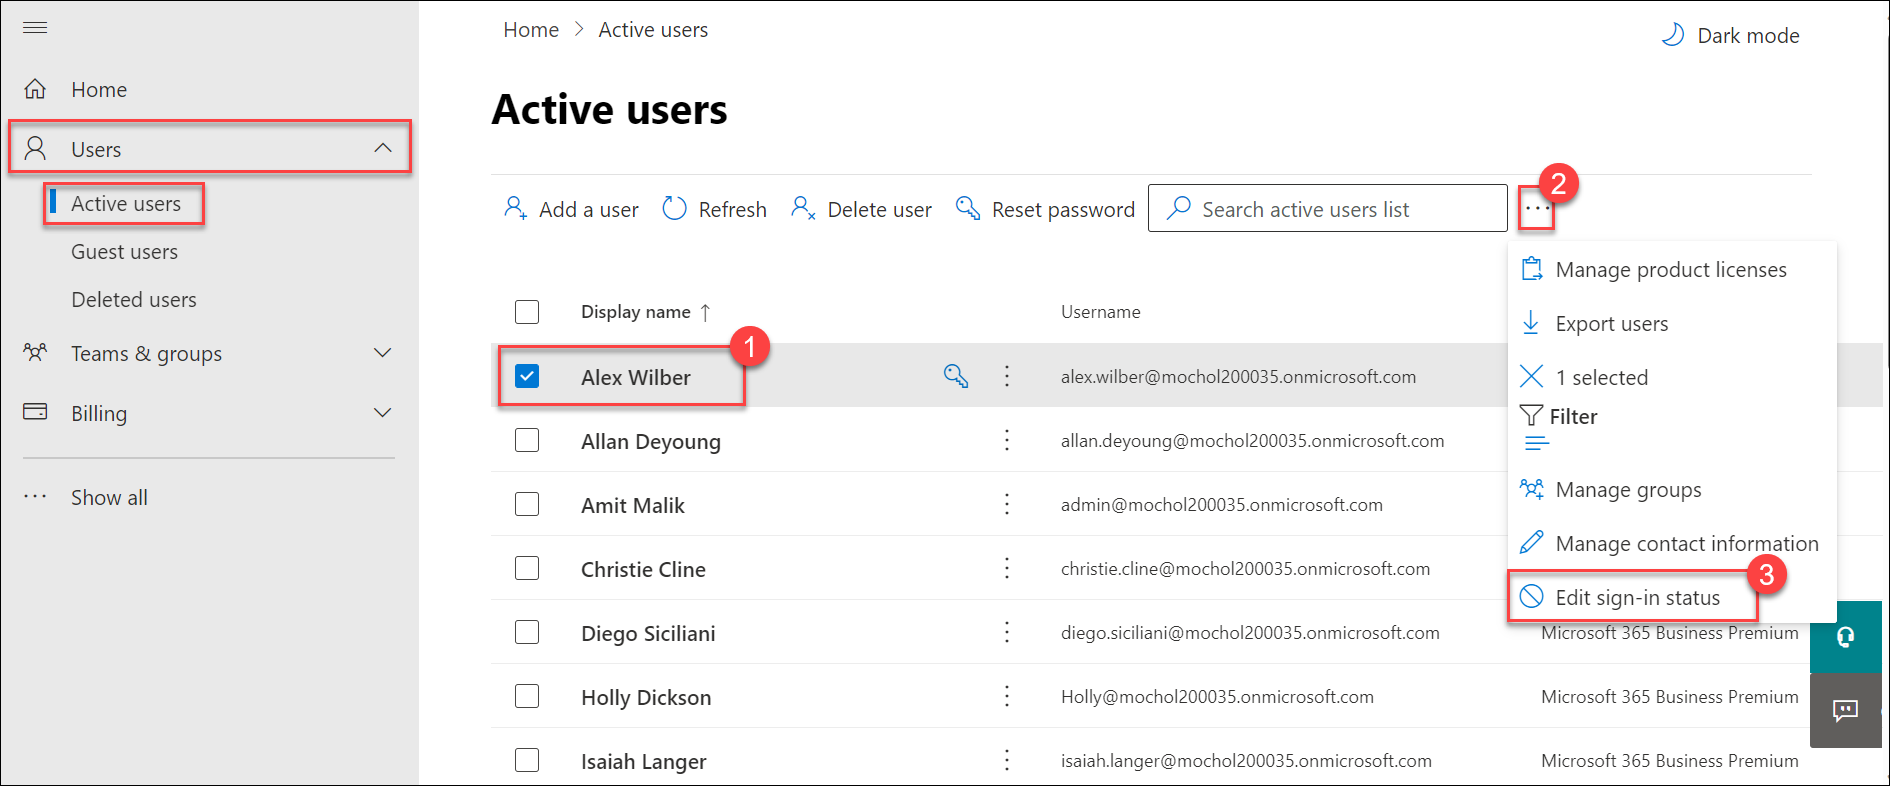 Home > Active users
Dark mode
Home
Users
Active users
Guest users
Deleted users
Teams & groups
Billing
Show all
Active users
Add a user
Refresh
Delete user
Reset password
Search active users list
2
Manage product licenses
Export users
1 selected
Filter
Manage groups
Manage contact information
3
Edit sign-in status
Display name ↑ Username
1
Alex Wilber alex.wilber@mochol200035.onmicrosoft.com
Allan Deyoung allan.deyoung@mochol200035.onmicrosoft.com
Amit Malik admin@mochol200035.onmicrosoft.com
Christie Cline christie.cline@mochol200035.onmicrosoft.com
Diego Siciliani diego.siciliani@mochol200035.onmicrosoft.com Microsoft 365 Business Premium
Holly Dickson Holly@mochol200035.onmicrosoft.com Microsoft 365 Business Premium
Isaiah Langer isaiah.langer@mochol200035.onmicrosoft.com Microsoft 365 Business Premium